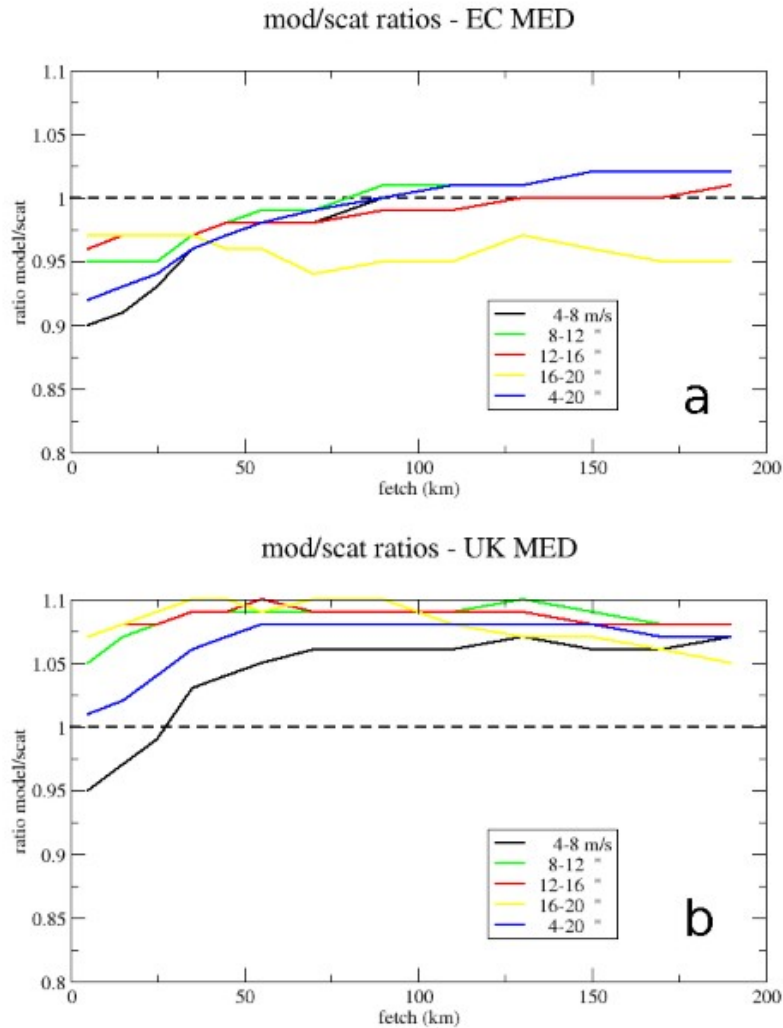 mod/scat ratios - EC MED
1.1
1.05
1
0.95
0.9
0.85
0.8
ratio model/scat
4-8 m/s
8-12 "
12-16 "
16-20 "
4-20 "
a
0 50 100 150 200
fetch (km)
mod/scat ratios - UK MED
1.1
1.05
1
0.95
0.9
0.85
0.8
ratio model/scat
4-8 m/s
8-12 "
12-16 "
16-20 "
4-20 "
b
0 50 100 150 200
fetch (km)